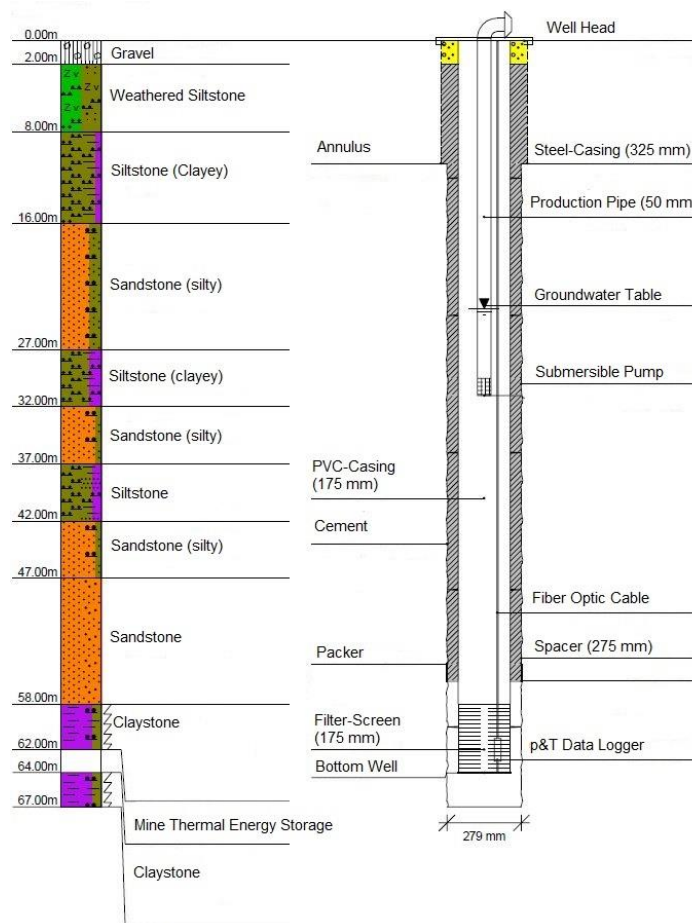 0.00m
Gravel
2.00m
Weathered Siltstone
8.00m
Siltstone (Clayey)
16.00m
Sandstone (silty)
27.00m
Siltstone (clayey)
32.00m
Sandstone (silty)
37.00m
Siltstone
42.00m
Sandstone (silty)
47.00m
Sandstone
58.00m
Claystone
62.00m
64.00m
67.00m
Mine Thermal Energy Storage
Claystone
Annulus
PVC-Casing
(175 mm)
Cement
Packer
Filter-Screen
(175 mm)
Bottom Well
Well Head
Steel-Casing (325 mm)
Production Pipe (50 mm
Groundwater Table
Submersible Pump
Fiber Optic Cable
Spacer (275 mm)
p&T Data Logger
279 mm